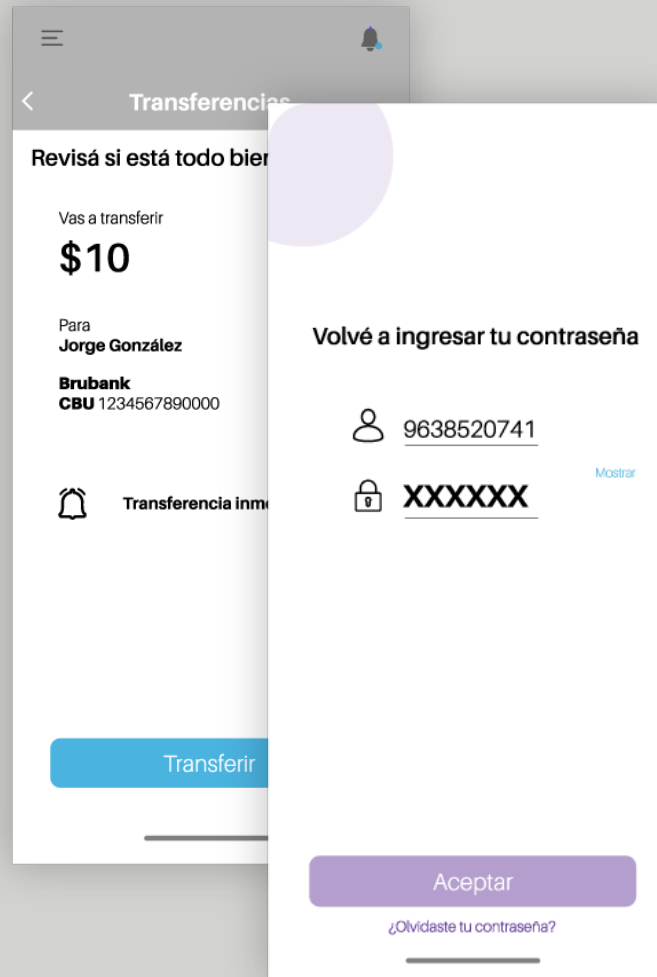 Transferencias
Revisá si está todo bien
Vas a transferir
$10
Para
Jorge González
Brubank
CBU 1234567890000
Transferencia inm
Transferir
Volvé a ingresar tu contraseña
9638520741
Mostrar
XXXXXX
Aceptar
¿Olvidaste tu contraseña?